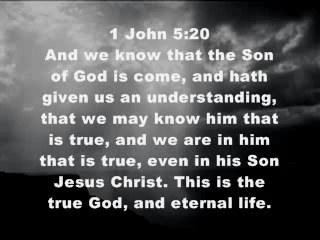 1 John 5:20
And we know that the Son
of God is come, and hath
given us an understanding,
that we may know him that
is true, and we are in him
that is true, even in his Son
Jesus Christ. This is the
true God, and eternal life.